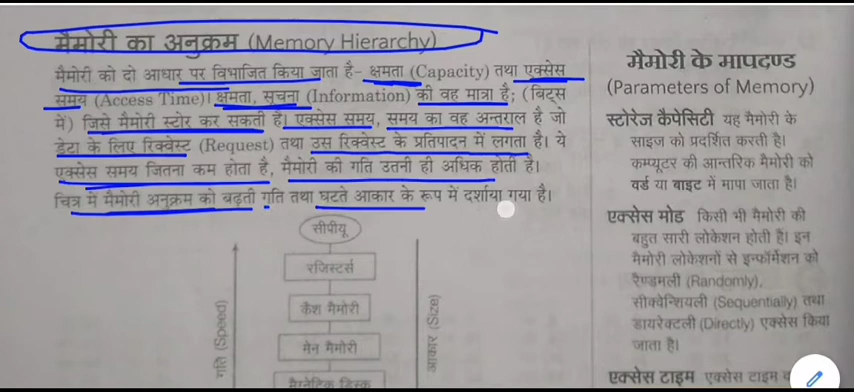 मैमोरी का अनुक्रम (Memory Hierarchy)
मैमोरी को दो आधार पर विभाजित किया जाता है- क्षमता (Capacity) तथा एक्सेस
समय (Access Time)। क्षमता, सूचना (Information) की वह मात्रा है; (बिट्स
में) जिसे मैमोरी स्टोर कर सकती है। एक्सेस समय, समय का वह अन्तराल है जो
डेटा के लिए रिक्वेस्ट (Request) तथा उस रिक्वेस्ट के प्रतिपादन में लगता है। ये
एक्सेस समय जितना कम होता है, मैमोरी की गति उतनी ही अधिक होती है।
चित्र में मैमोरी अनुक्रम को बढ़ती गति तथा घटते आकार के रूप में दर्शाया गया है।
सीपीयू
रजिस्टर्स
कैश मैमोरी
मेन मैमोरी
मैग्नेटिक डिस्क
गति (Speed)
आकार (Size)
मैमोरी के मापदण्ड
(Parameters of Memory)
स्टोरेज कैपेसिटी यह मैमोरी के
साइज को प्रदर्शित करती है।
कम्प्यूटर की आन्तरिक मैमोरी को
वर्ड या बाइट में मापा जाता है।
एक्सेस मोड किसी भी मैमोरी की
बहुत सारी लोकेशन होती है। इन
मैमोरी लोकेशनों से इन्फॉर्मेशन को
रैण्डमली (Randomly),
सीक्वेन्शियली (Sequentially) तथा
डायरेक्टली (Directly) एक्सेस किया
जाता है।
एक्सेस टाइम एक्सेस टाइम